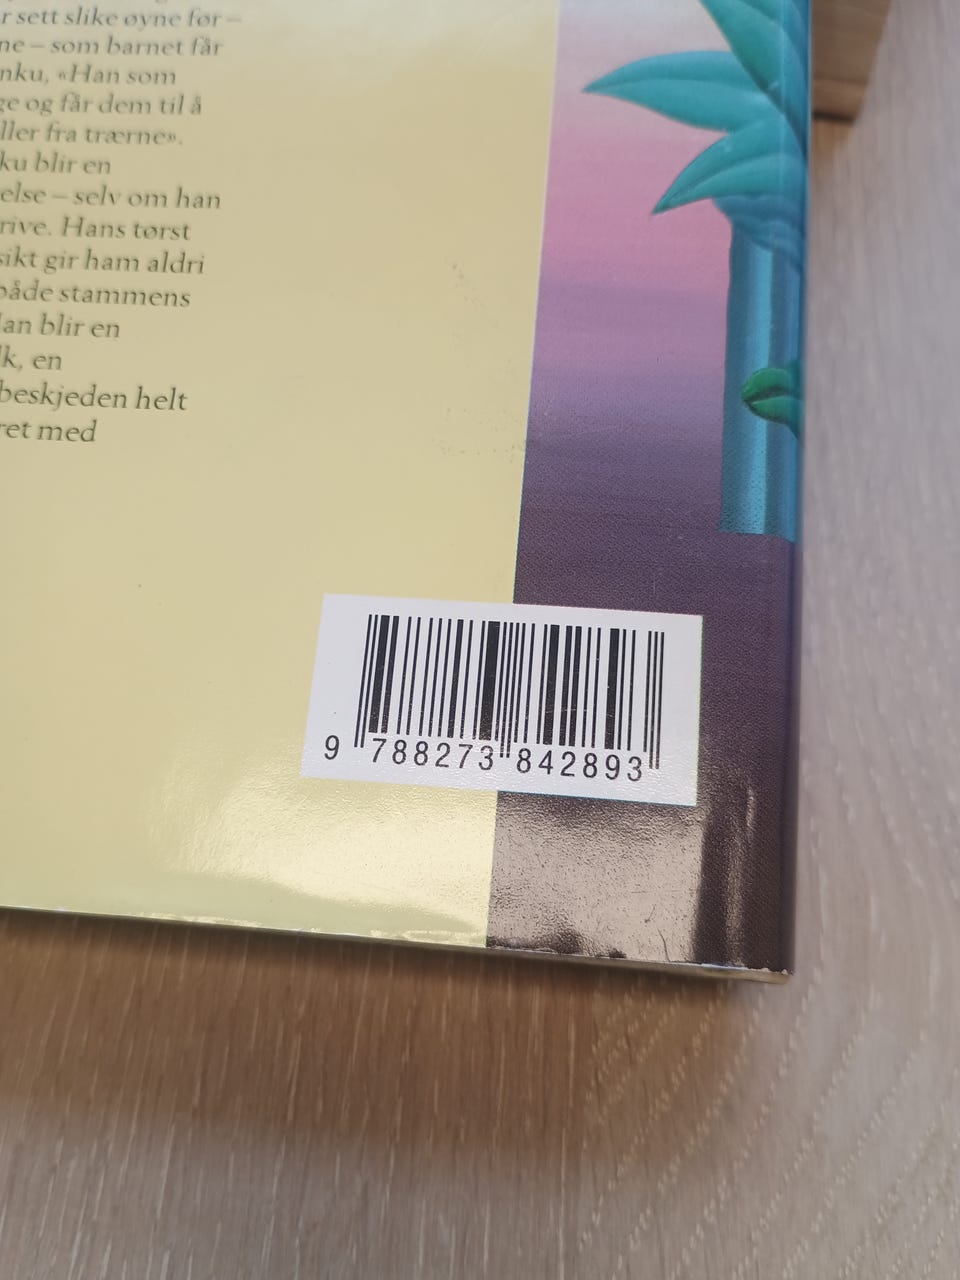 r sett slike øyne før –
ne – som barnet får
nku, «Han som
ge og får dem til å
ller fra trærne».
ku blir en
else – selv om han
rive. Hans tørst
sikt gir ham aldri
både stammens
Han blir en
lk, en
beskjeden helt
ret med
9 788273 842893